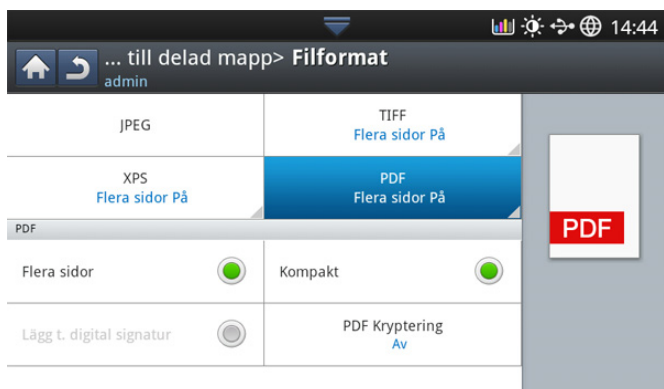 14:44
... till delad mapp> Filformat
admin
JPEG
TIFF
Flera sidor På
XPS
Flera sidor På
PDF
Flera sidor På
PDF
PDF
Flera sidor
Kompakt
Lägg t. digital signatur
PDF Kryptering
Av